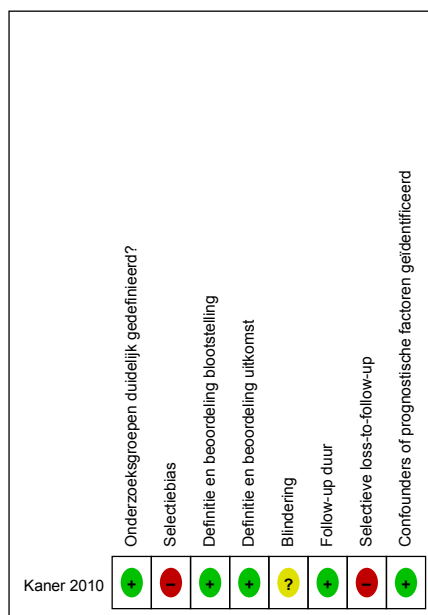 Onderzoeksgroepen duidelijk gedefinieerd?
Selectiebias
Definitie en beoordeling blootstelling
Definitie en beoordeling uitkomst
Blindering
Follow-up duur
Selectieve loss-to-follow-up
Confounders of prognostische factoren geïdentificeerd
Kaner 2010 + – + + ? + – +